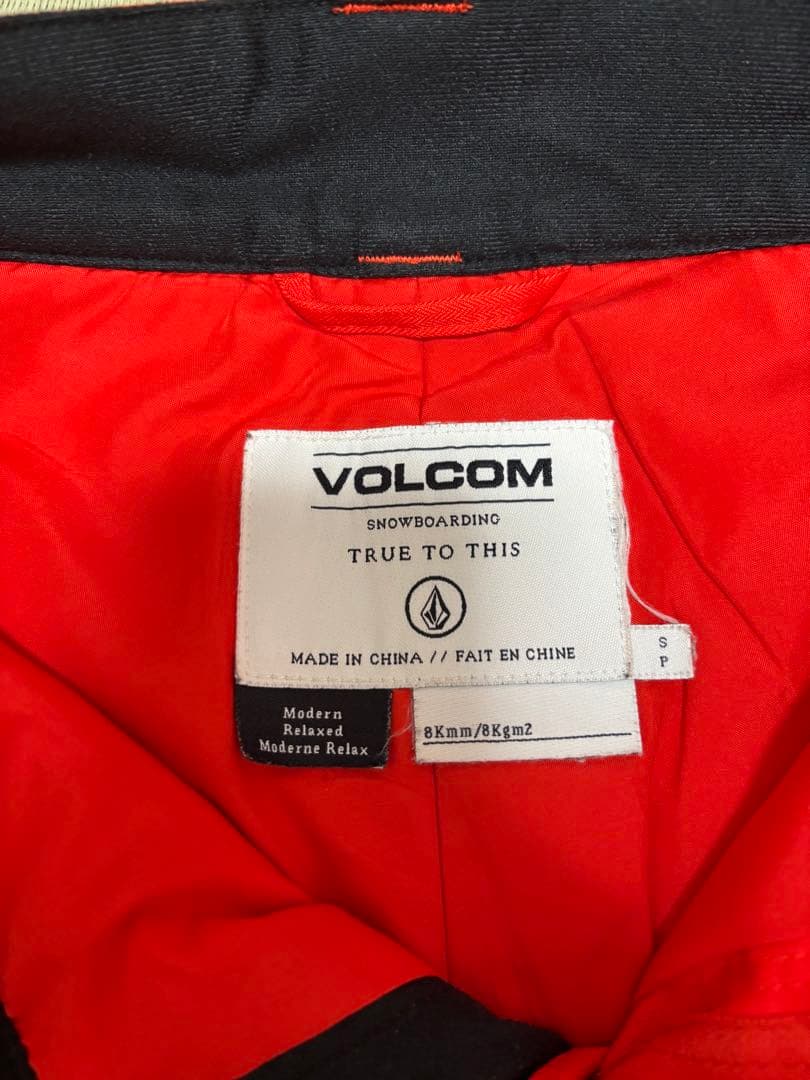 VOLCOM
SNOWBOARDING
TRUE TO THIS
MADE IN CHINA // FAIT EN CHINE
S
P
Modern
Relaxed
Moderne Relax
8Kmm/8Kgm2